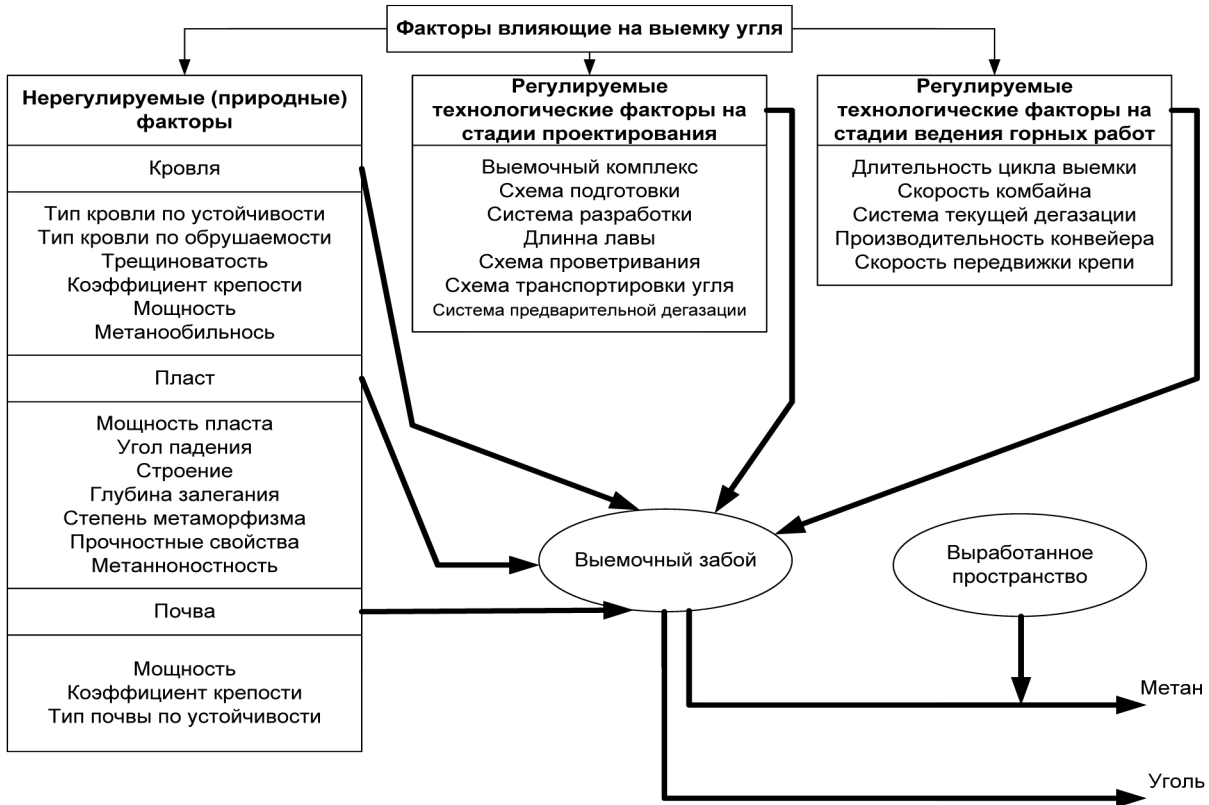 Факторы влияющие на выемку угля
Нерегулируемые (природные)
факторы
Кровля
Тип кровли по устойчивости
Тип кровли по обрушаемости
Трещиноватость
Коэффициент крепости
Мощность
Метанообильнось
Пласт
Мощность пласта
Угол падения
Строение
Глубина залегания
Степень метаморфизма
Прочностные свойства
Метанноностность
Почва
Мощность
Коэффициент крепости
Тип почвы по устойчивости
Регулируемые
технологические факторы на
стадии проектирования
Выемочный комплекс
Схема подготовки
Система разработки
Длинна лавы
Схема проветривания
Схема транспортировки угля
Система предварительной дегазации
Регулируемые
технологические факторы на
стадии ведения горных работ
Длительность цикла выемки
Скорость комбайна
Система текущей дегазации
Производительность конвейера
Скорость передвижки крепи
Выемочный забой
Выработанное
пространство
Метан
Уголь